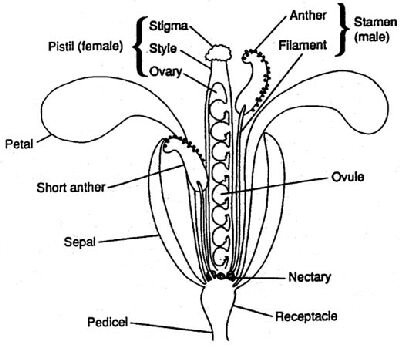 Stigma
Pistil (female)
Style
Ovary
Anther
Stamen
(male)
Filament
Petal
Short anther
Ovule
Sepal
Nectary
Pedicel
Receptacle